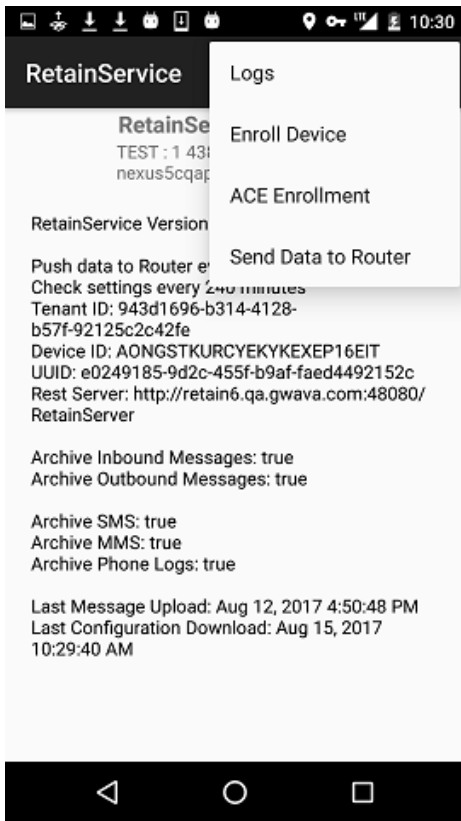 10:30
RetainService
Logs
Enroll Device
ACE Enrollment
Send Data to Router
TEST : 1
RetainService Version
Push data to Router
Check settings every 240 minutes
Tenant ID: 943d1696-b314-4128-
b57f-92125c2c42fe
Device ID: AONGSTKURCYEKYKEXEP16EIT
UUID: e0249185-9d2c-455f-b9af-faed4492152c
Rest Server: http://retain6.qa.gwava.com:48080/
RetainServer
Archive Inbound Messages: true
Archive Outbound Messages: true
Archive SMS: true
Archive MMS: true
Archive Phone Logs: true
Last Message Upload: Aug 12, 2017 4:50:48 PM
Last Configuration Download: Aug 15, 2017
10:29:40 AM